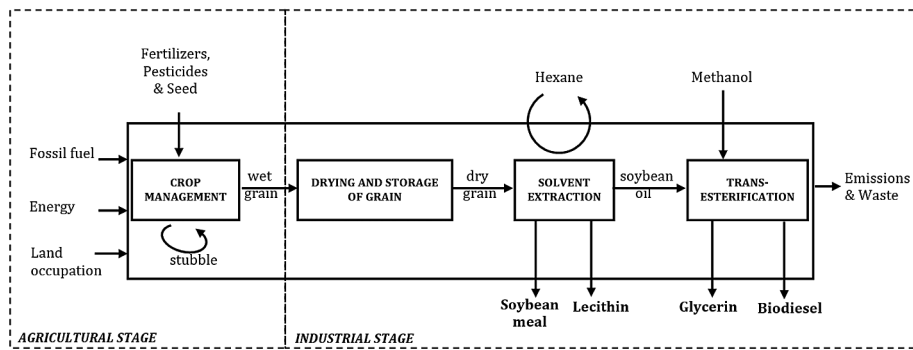 Fertilizers,
Pesticides
& Seed
Hexane
Methanol
Fossil fuel
Energy
Land
occupation
CROP
MANAGEMENT
stubble
wet
grain
DRYING AND STORAGE
OF GRAIN
dry
grain
SOLVENT
EXTRACTION
soybean
oil
TRANS-
ESTERIFICATION
Emissions
& Waste
Soybean
meal
Lecithin
Glycerin
Biodiesel
AGRICULTURAL STAGE
INDUSTRIAL STAGE